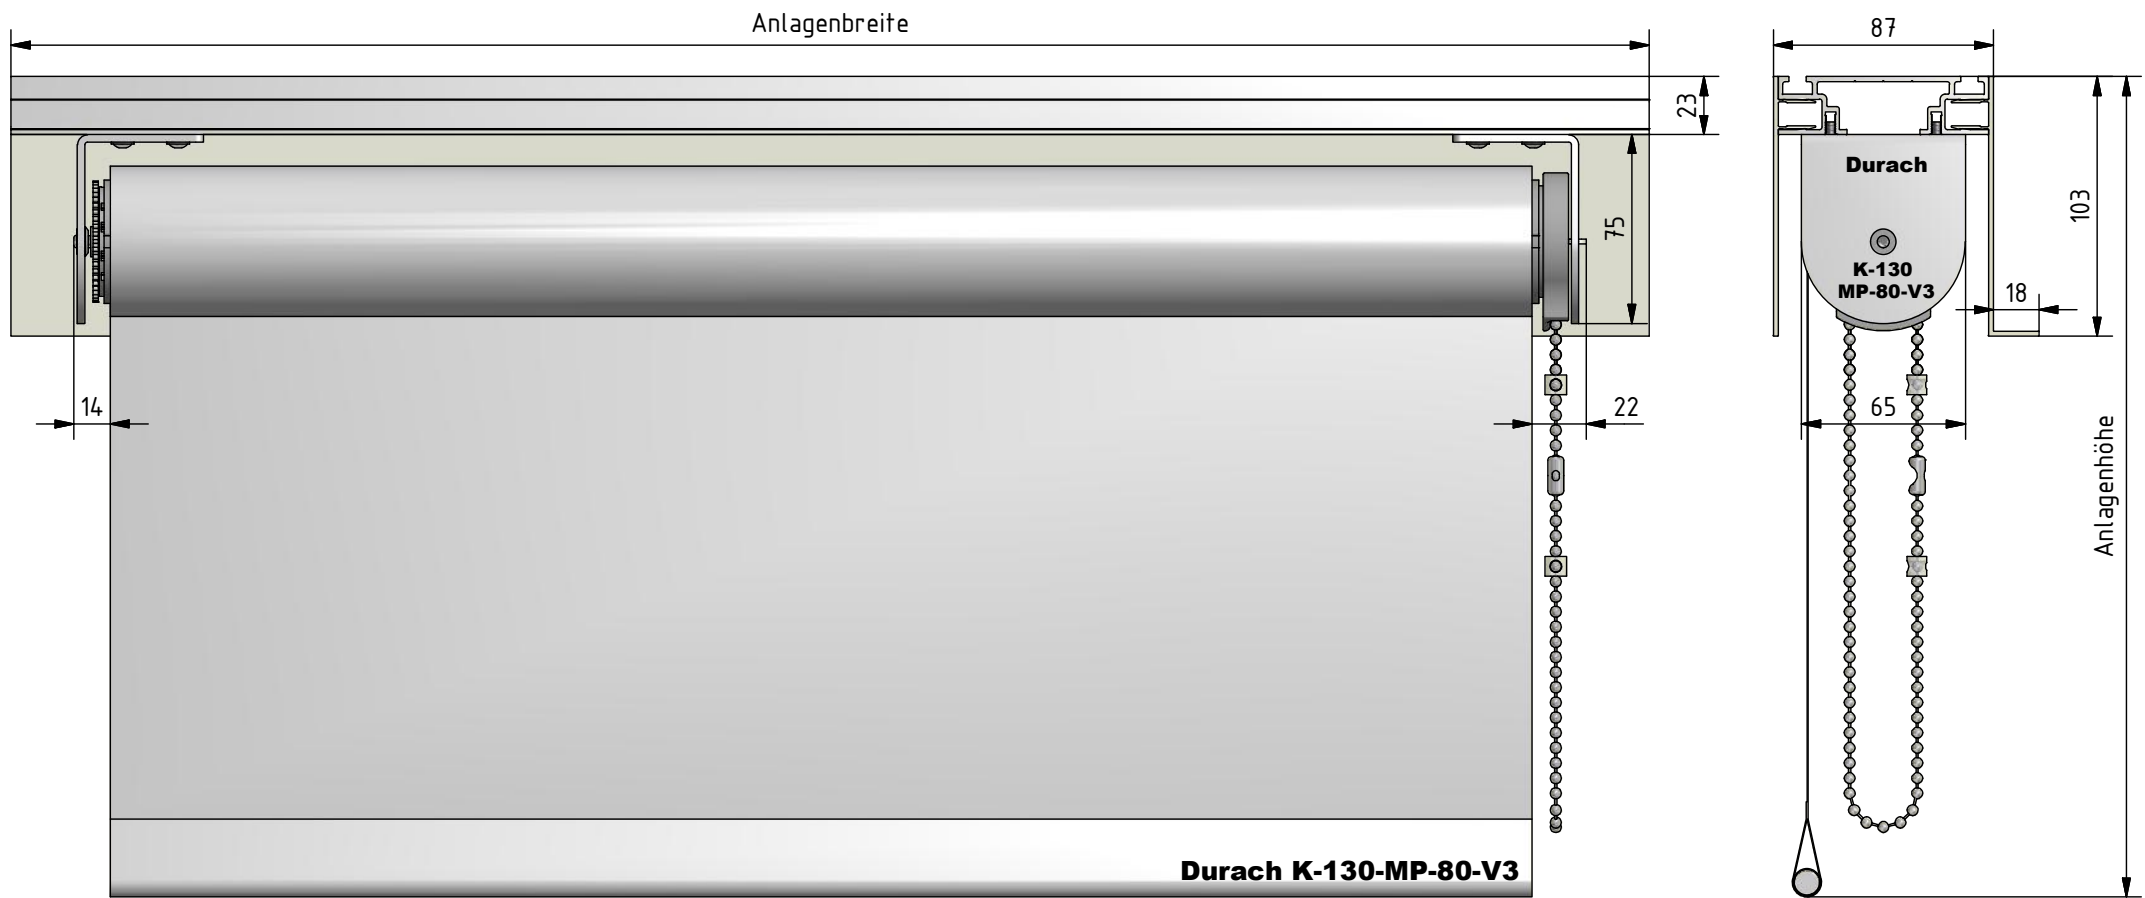 Anlagenbreite
87
23
Durach
75
103
K-130
MP-80-V3
18
14
22
65
Anlagenhöhe
Durach K-130-MP-80-V3